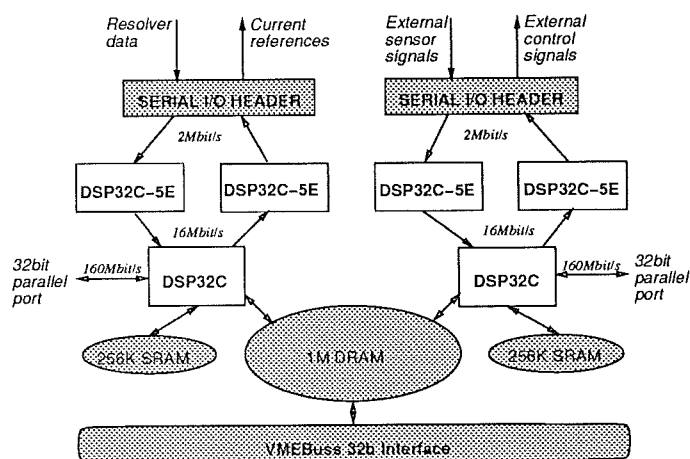 Resolver
data
Current
references
External
sensor
signals
External
control
signals
SERIAL I/O HEADER
SERIAL I/O HEADER
2Mbit/s
2Mbit/s
DSP32C-5E
DSP32C-5E
DSP32C-5E
DSP32C-5E
16Mbit/s
16Mbit/s
32bit
parallel
port
160Mbit/s
DSP32C
DSP32C
160Mbit/s
32bit
parallel
port
256K SRAM
1M DRAM
256K SRAM
VMEBuss 32b Interface